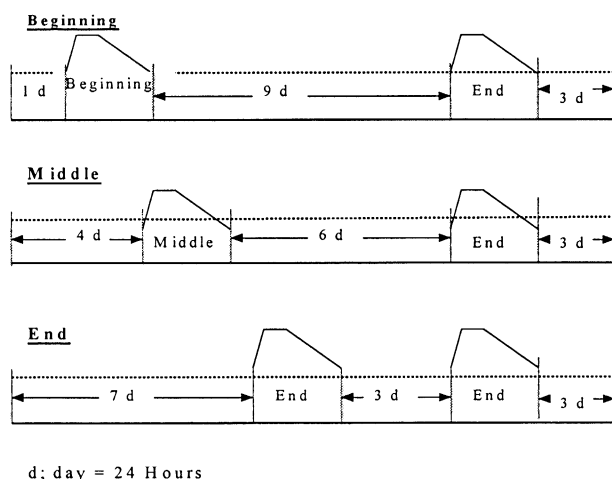 Beginning
1 d Beginning 9 d End 3 d
Middle
4 d Middle 6 d End 3 d
End
7 d End 3 d End 3 d
d; day = 24 Hours